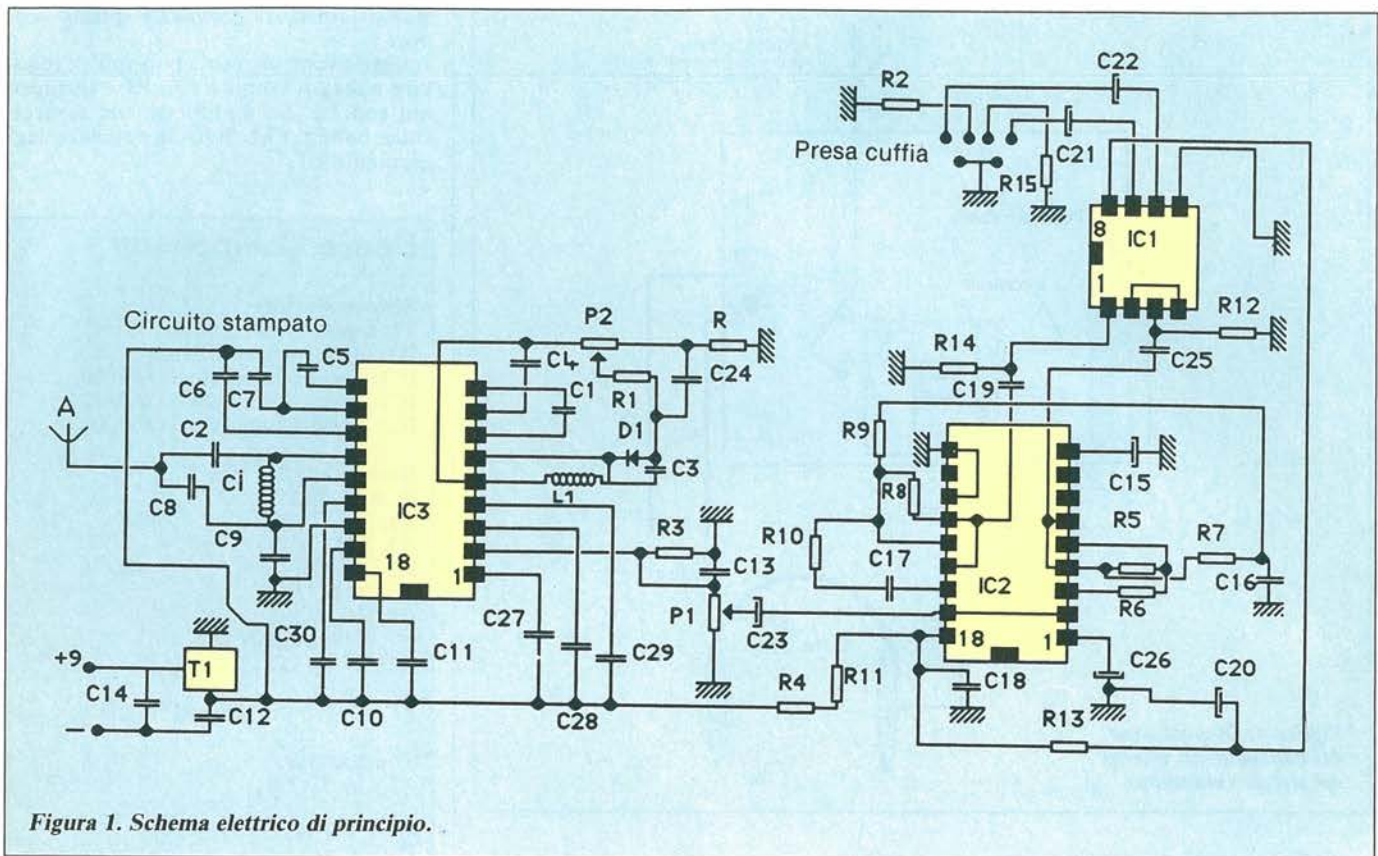 C22
R2
Presa cuffia
C21
R15
8
IC1
1
R12
Circuito stampato
P2
R
R14
C25
C5
C4
C1
C24
C19
C6
C7
R1
A
D1
R9
C2
C3
C15
Ci
L1
R8
C8
IC3
R5
R7
R3
R10
C9
C17
C13
IC2
C16
18
1
P1
R6
C23
18
1
C30
C27
C11
C29
R11
C26
C20
+9
T1
R4
C18
C14
C12
C10
C28
R13
−
Figura 1. Schema elettrico di principio.